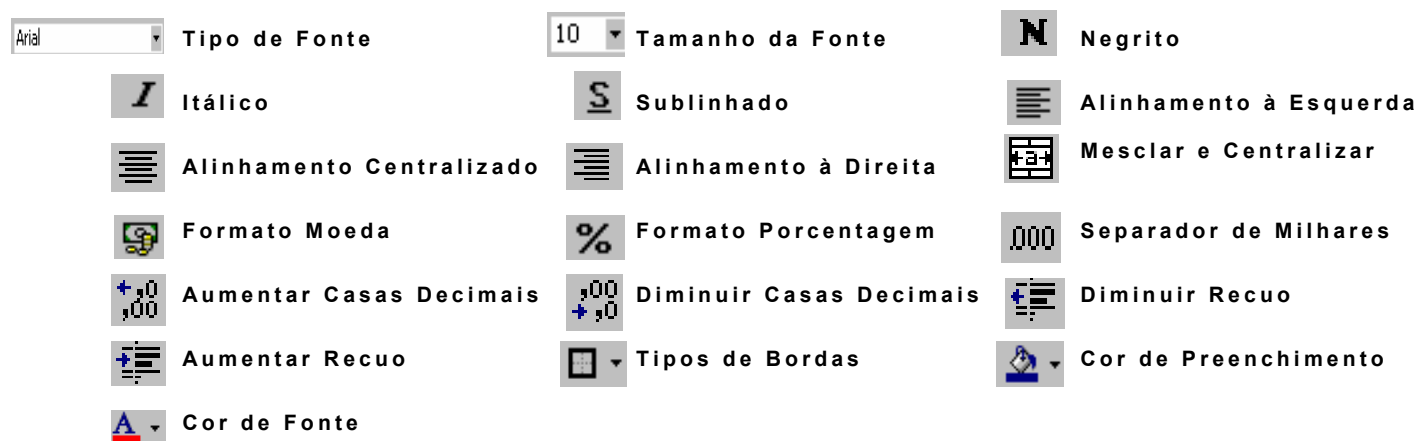 Arial Tipo de Fonte 10 Tamanho da Fonte N Negrito
I Itálico S Sublinhado Alinhamento à Esquerda
Alinhamento Centralizado Alinhamento à Direita a Mesclar e Centralizar
Formato Moeda % Formato Porcentagem .000 Separador de Milhares
,0 ,00 Aumentar Casas Decimais ,00 ,0 Diminuir Casas Decimais Diminuir Recuo
Aumentar Recuo Tipos de Bordas Cor de Preenchimento
A Cor de Fonte